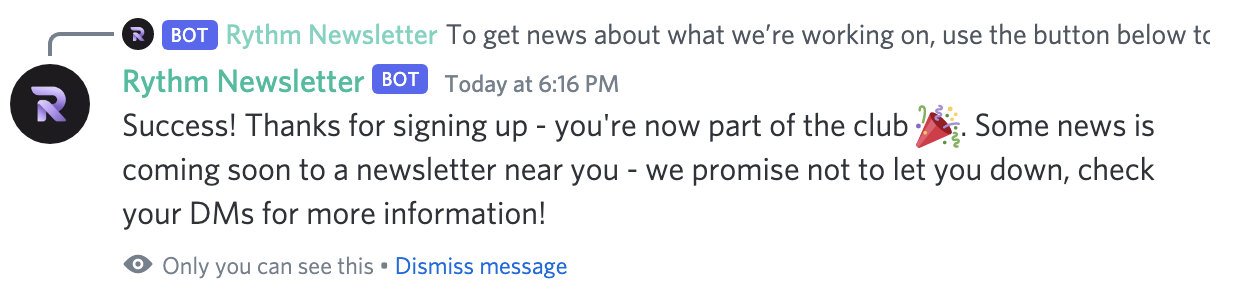 BOT Rythm Newsletter To get news about what we’re working on, use the button below to
Rythm Newsletter BOT Today at 6:16 PM
Success! Thanks for signing up - you're now part of the club 🎉. Some news is
coming soon to a newsletter near you - we promise not to let you down, check
your DMs for more information!
Only you can see this • Dismiss message